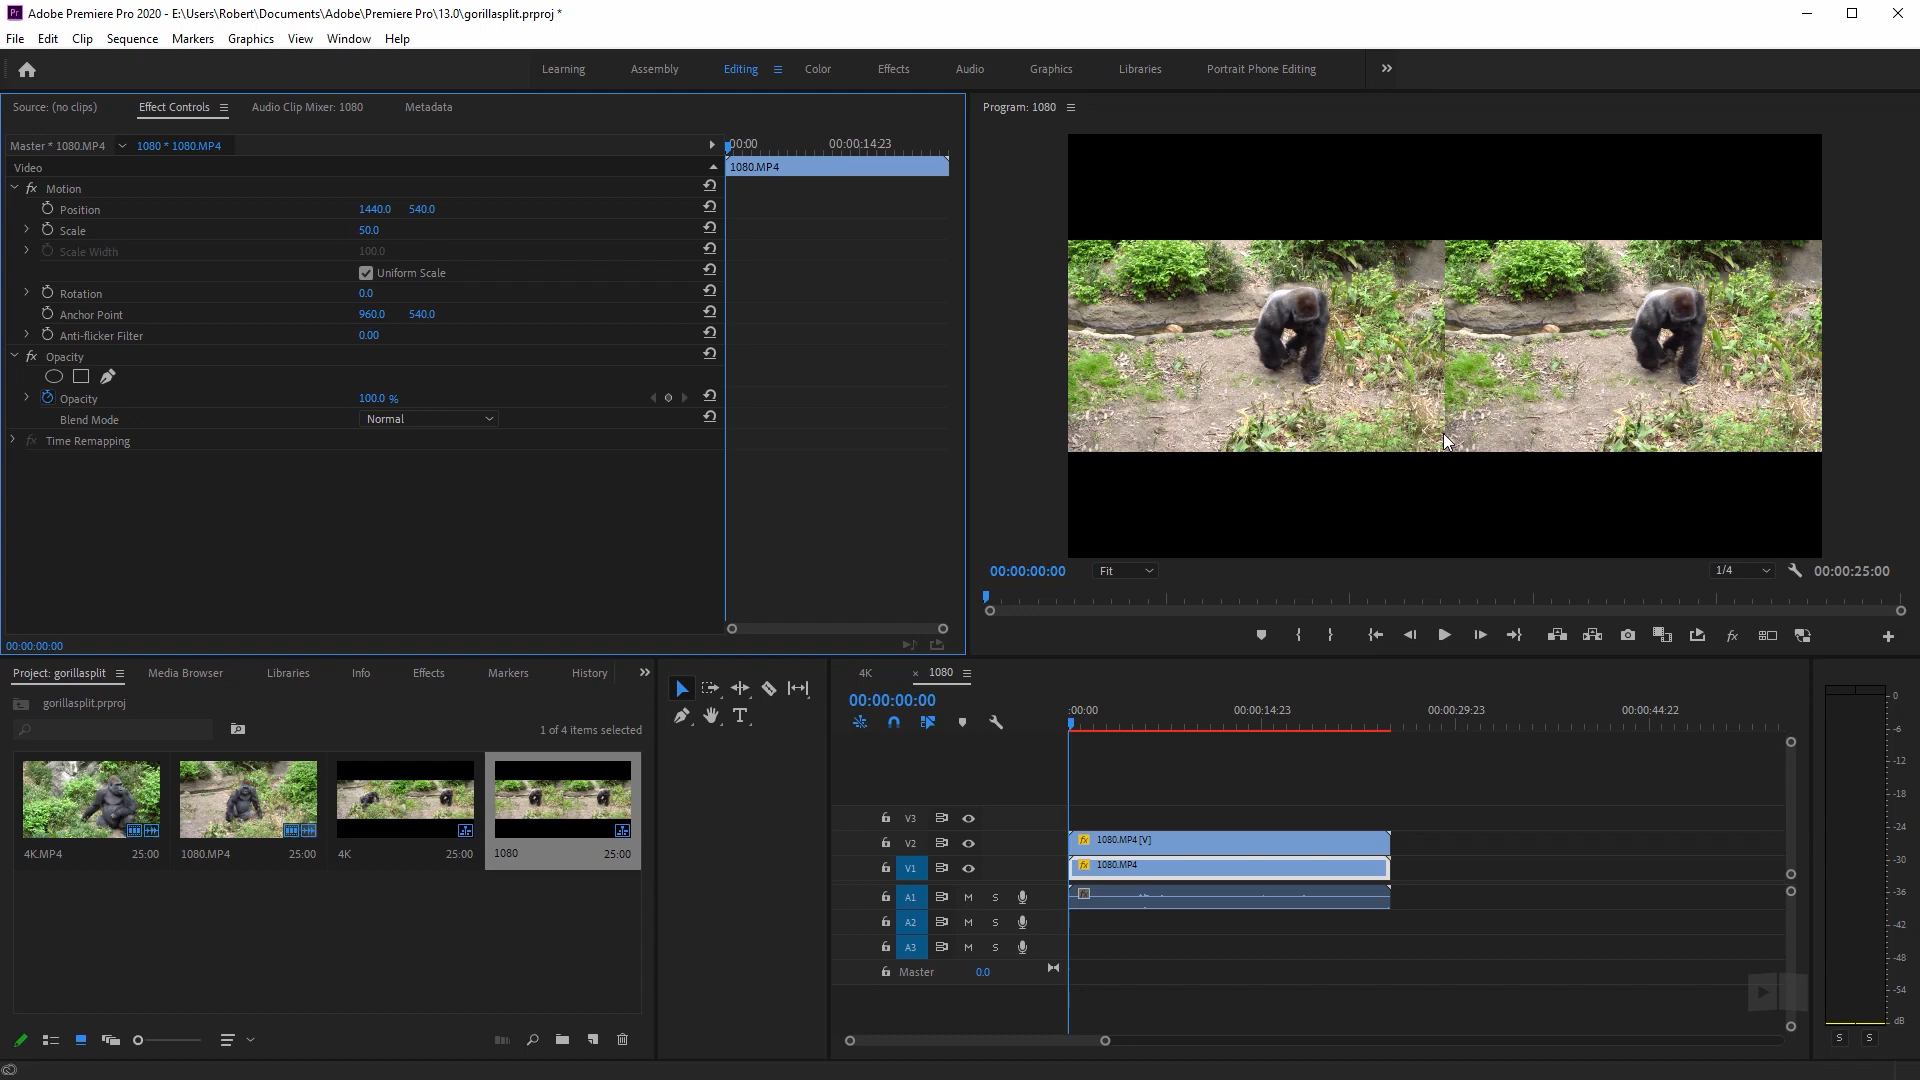 Adobe Premiere Pro 2020 - E:\Users\Robert\Documents\Adobe\Premiere Pro\13.0\gorillasplit.prproj *
File Edit Clip Sequence Markers Graphics View Window Help
Learning Assembly Editing Color Effects Audio Graphics Libraries Portrait Phone Editing
Source: (no clips) Effect Controls Audio Clip Mixer: 1080 Metadata
Program: 1080
Master * 1080.MP4 1080 * 1080.MP4
:00:00 00:00:14:23
Video
1080.MP4
fx Motion
Position 1440.0 540.0
Scale 50.0
Scale Width 100.0
Uniform Scale
Rotation 0.0
Anchor Point 960.0 540.0
Anti-flicker Filter 0.00
fx Opacity
Opacity 100.0 %
Blend Mode Normal
fx Time Remapping
00:00:00:00 Fit 1/4 00:00:25:00
fx
00:00:00:00
Project: gorillasplit Media Browser Libraries Info Effects Markers History
gorillasplit.prproj
1 of 4 items selected
4K.MP4 25:00
1080.MP4 25:00
4K 25:00
1080 25:00
T
4K × 1080
00:00:00:00
:00:00 00:00:14:23 00:00:29:23 00:00:44:22
V3
V2 fx 1080.MP4 [V]
V1 fx 1080.MP4
A1 M S
A2 M S
A3 M S
Master 0.0
0
-6
-12
-18
-24
-30
-36
-42
-48
-54
dB
S S